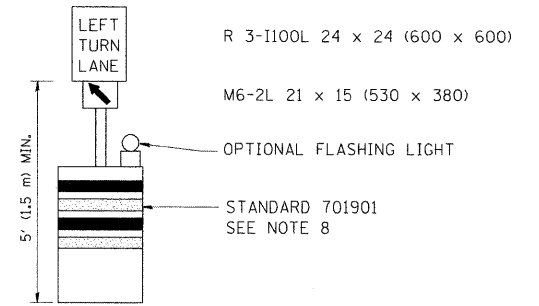 LEFT
TURN
LANE
R 3-I100L 24 x 24 (600 x 600)
M6-2L 21 x 15 (530 x 380)
OPTIONAL FLASHING LIGHT
STANDARD 701901
SEE NOTE 8
5' (1.5 m) MIN.